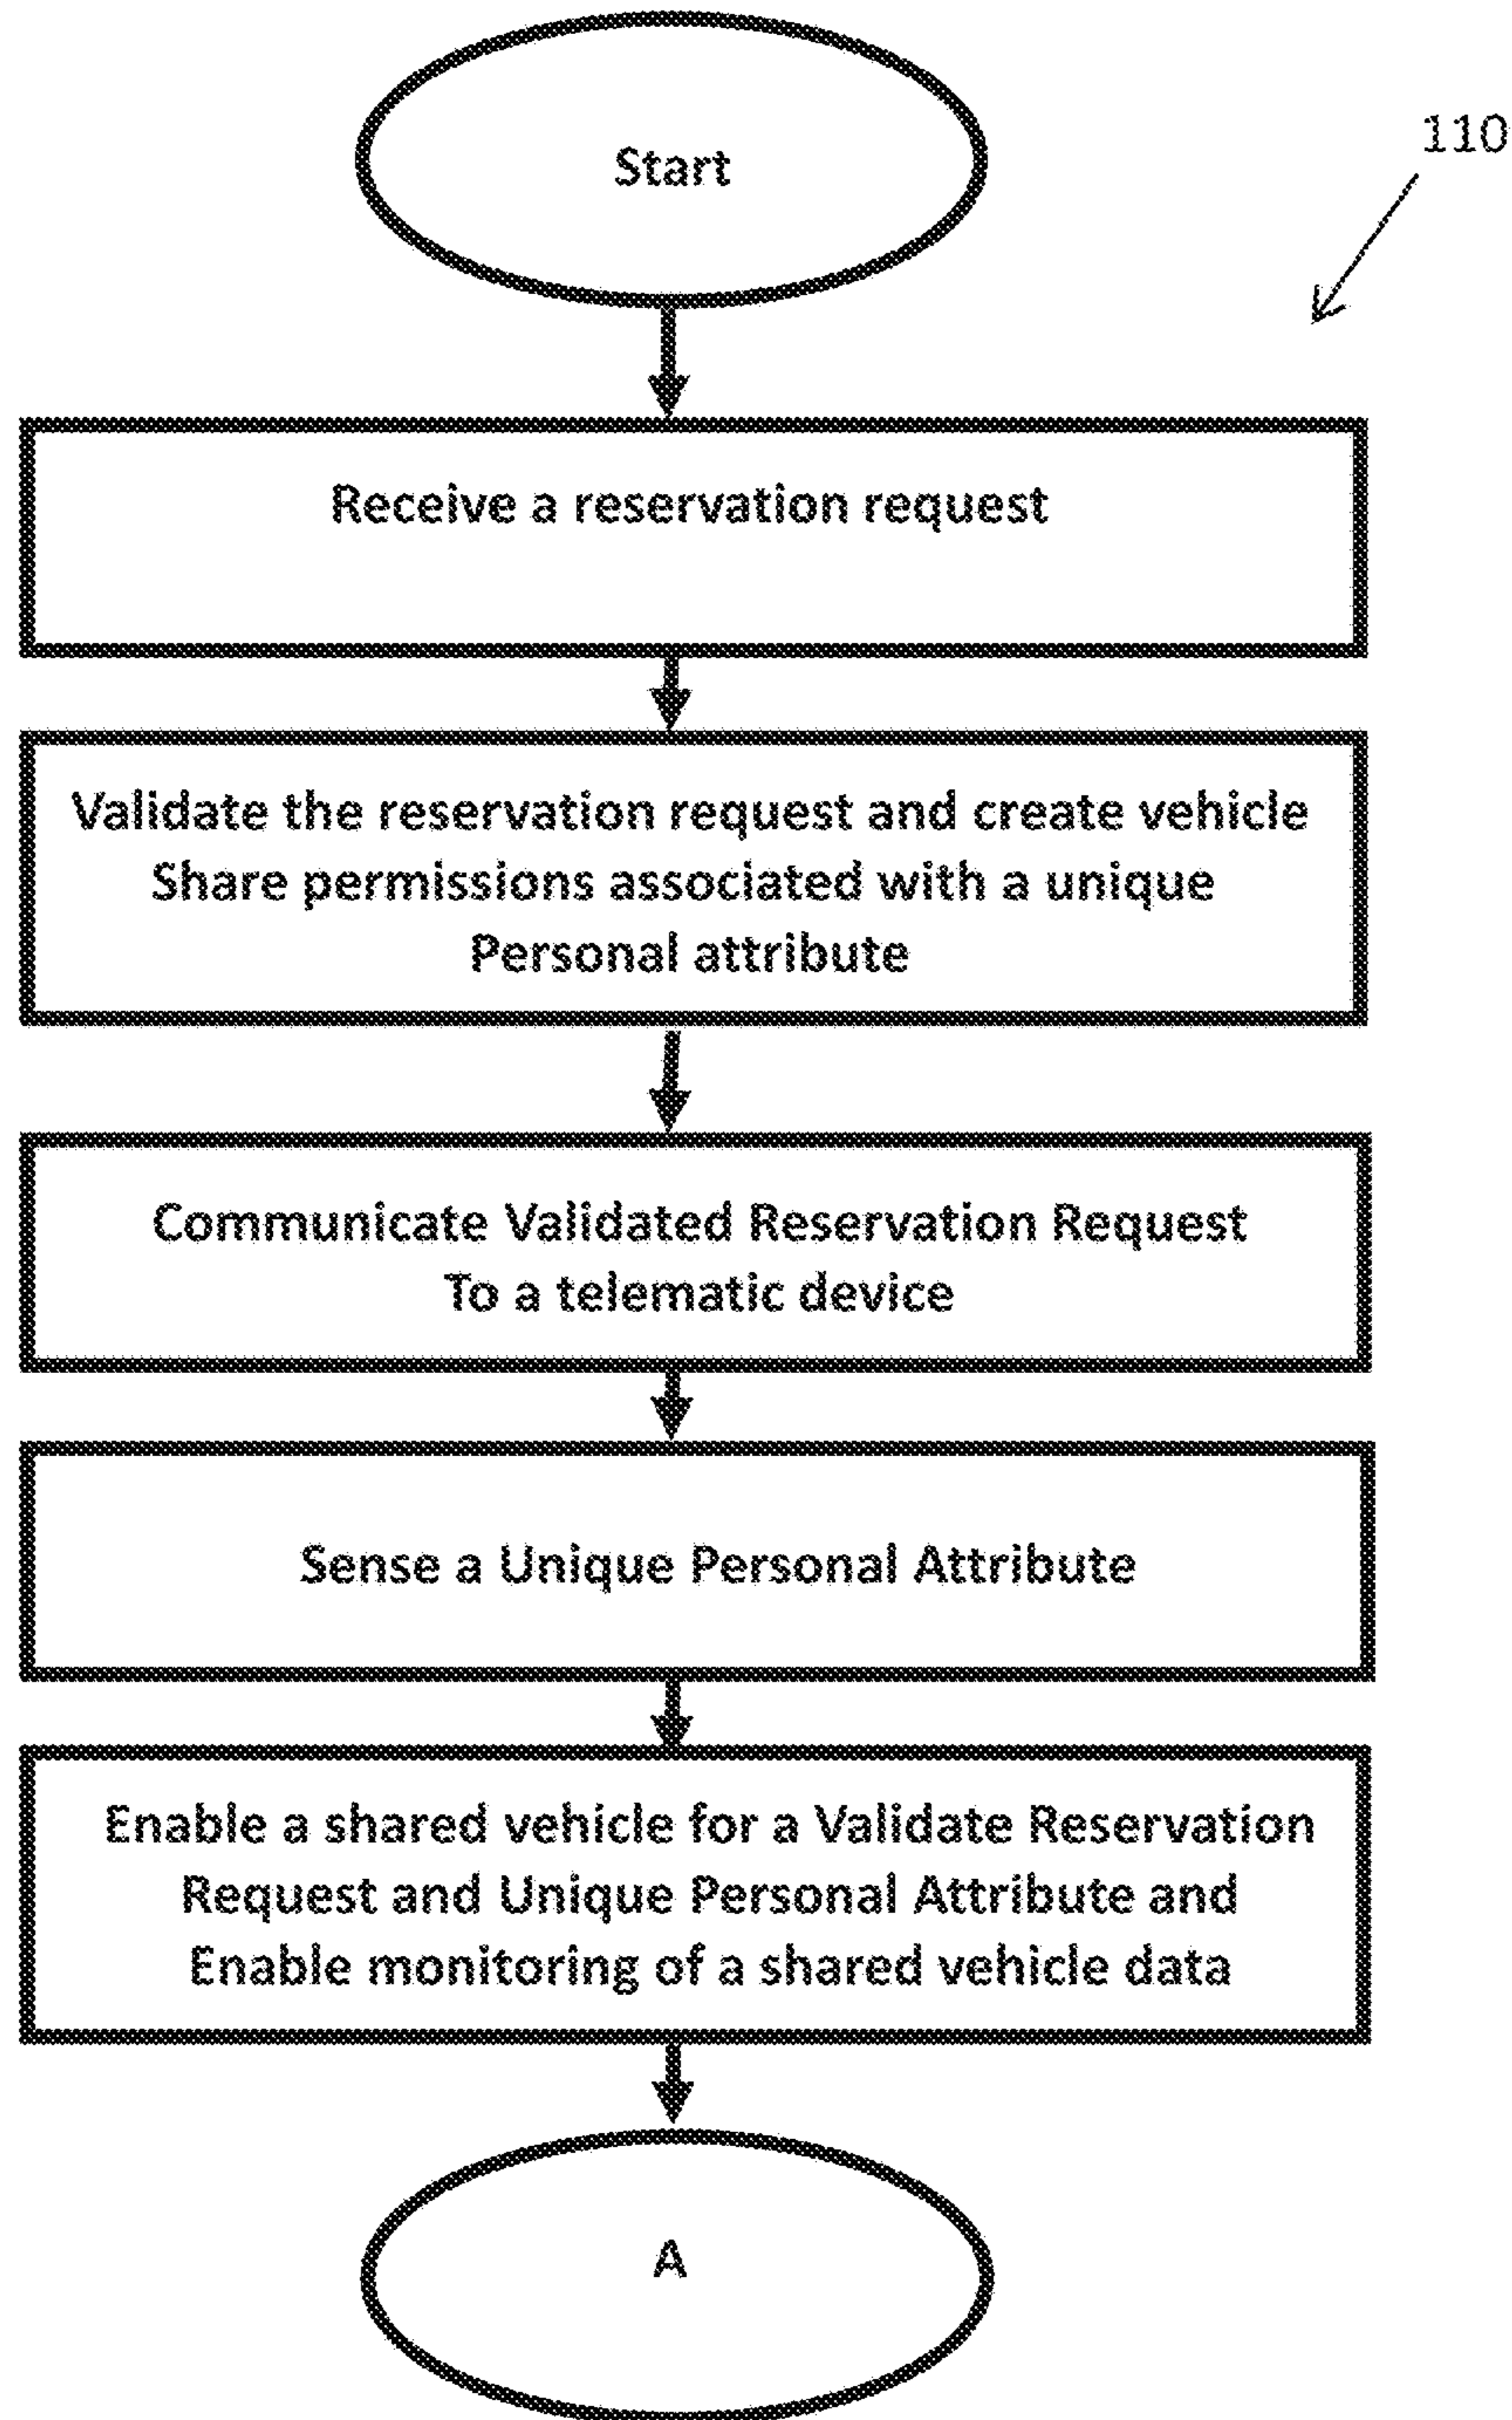 Start
110
Receive a reservation request
Validate the reservation request and create vehicle
Share permissions associated with a unique
Personal attribute
Communicate Validated Reservation Request
To a telematic device
Sense a Unique Personal Attribute
Enable a shared vehicle for a Validate Reservation
Request and Unique Personal Attribute and
Enable monitoring of a shared vehicle data
A